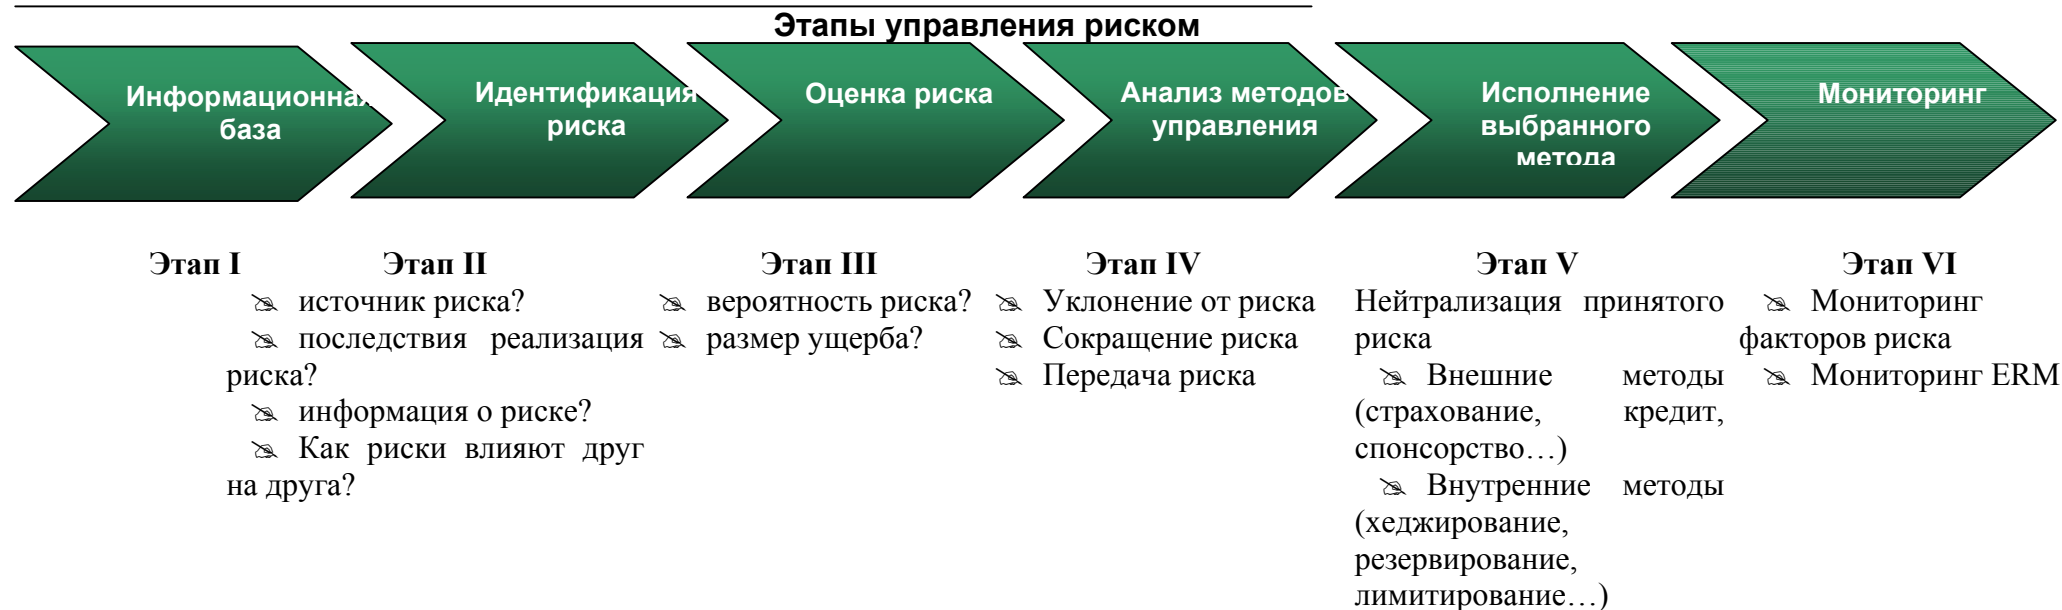 Этапы управления риском
Информационная
база
Идентификация
риска
Оценка риска
Анализ методов
управления
Исполнение
выбранного
метода
Мониторинг
Этап I
Этап II
источник риска?
последствия реализация
риска?
информация о риске?
Как риски влияют друг
на друга?
Этап III
вероятность риска?
размер ущерба?
Этап IV
Уклонение от риска
Сокращение риска
Передача риска
Этап V
Нейтрализация принятого
риска
Внешние методы
(страхование, кредит,
спонсорство…)
Внутренние методы
(хеджирование,
резервирование,
лимитирование…)
Этап VI
Мониторинг
факторов риска
Мониторинг ERM